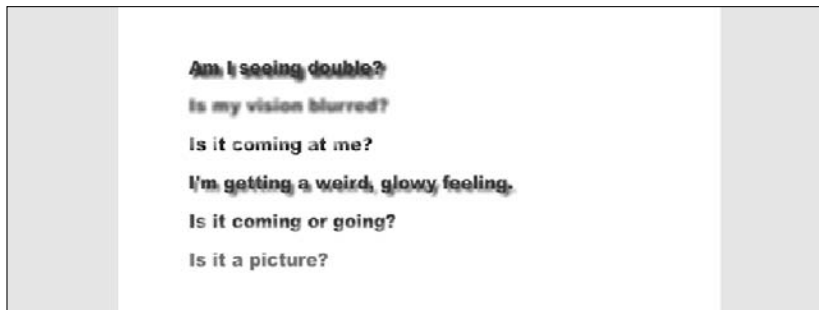 Am I seeing double?
Is my vision blurred?
Is it coming at me?
I'm getting a weird, glowy feeling.
Is it coming or going?
Is it a picture?